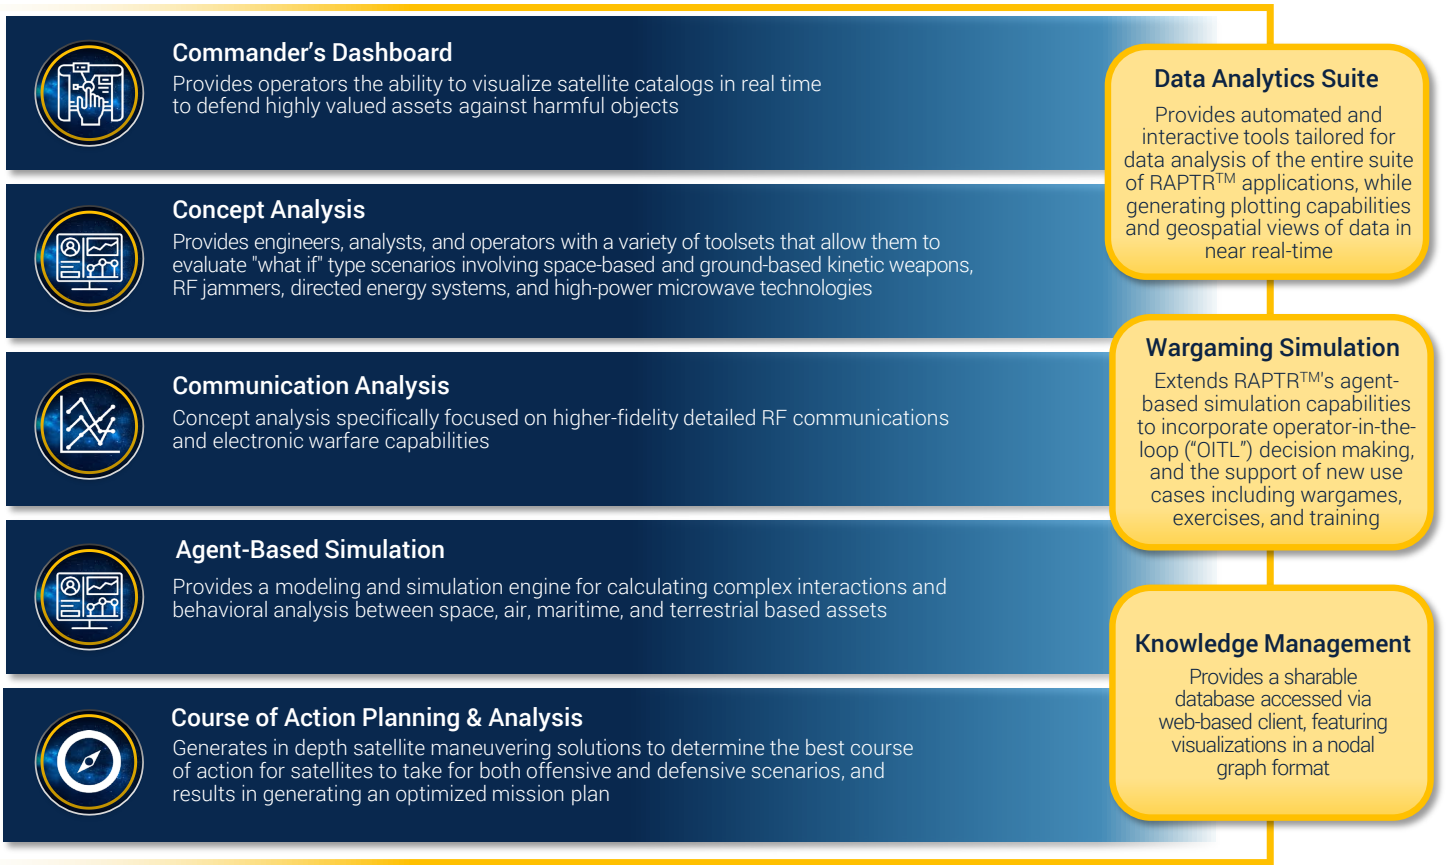 Commander's Dashboard
Provides operators the ability to visualize satellite catalogs in real time
to defend highly valued assets against harmful objects
Concept Analysis
Provides engineers, analysts, and operators with a variety of toolsets that allow them to
evaluate "what if" type scenarios involving space-based and ground-based kinetic weapons,
RF jammers, directed energy systems, and high-power microwave technologies
Communication Analysis
Concept analysis specifically focused on higher-fidelity detailed RF communications
and electronic warfare capabilities
Agent-Based Simulation
Provides a modeling and simulation engine for calculating complex interactions and
behavioral analysis between space, air, maritime, and terrestrial based assets
Course of Action Planning & Analysis
Generates in depth satellite maneuvering solutions to determine the best course
of action for satellites to take for both offensive and defensive scenarios, and
results in generating an optimized mission plan
Data Analytics Suite
Provides automated and
interactive tools tailored for
data analysis of the entire suite
of RAPTR™ applications, while
generating plotting capabilities
and geospatial views of data in
near real-time
Wargaming Simulation
Extends RAPTR™'s agent-
based simulation capabilities
to incorporate operator-in-the-
loop (“OITL”) decision making,
and the support of new use
cases including wargames,
exercises, and training
Knowledge Management
Provides a sharable
database accessed via
web-based client, featuring
visualizations in a nodal
graph format